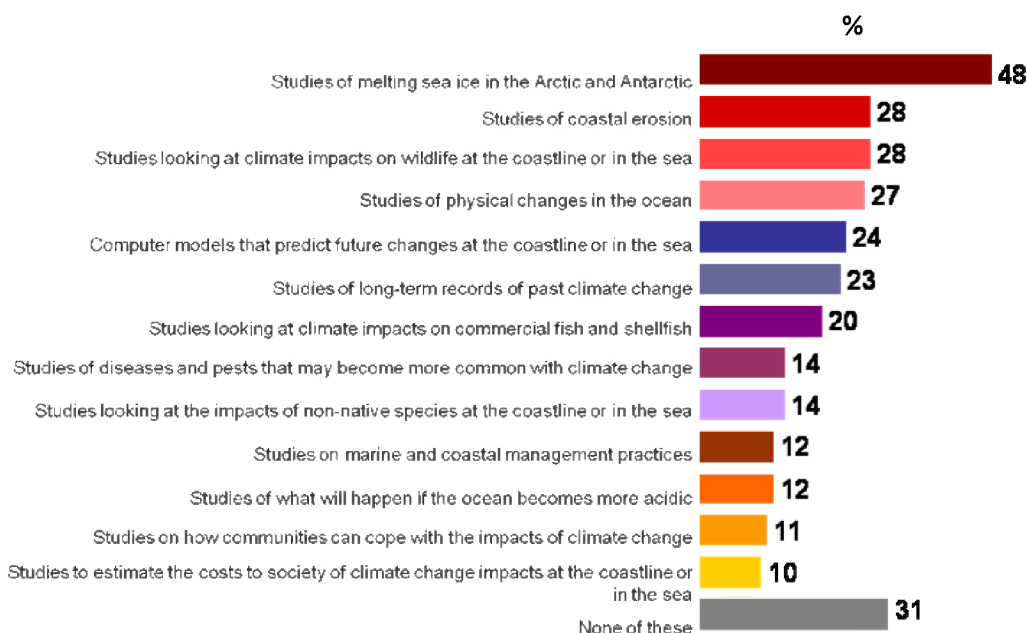 %
Studies of melting sea ice in the Arctic and Antarctic 48
Studies of coastal erosion 28
Studies looking at climate impacts on wildlife at the coastline or in the sea 28
Studies of physical changes in the ocean 27
Computer models that predict future changes at the coastline or in the sea 24
Studies of long-term records of past climate change 23
Studies looking at climate impacts on commercial fish and shellfish 20
Studies of diseases and pests that may become more common with climate change 14
Studies looking at the impacts of non-native species at the coastline or in the sea 14
Studies on marine and coastal management practices 12
Studies of what will happen if the ocean becomes more acidic 12
Studies on how communities can cope with the impacts of climate change 11
Studies to estimate the costs to society of climate change impacts at the coastline or
in the sea 10
None of these 31